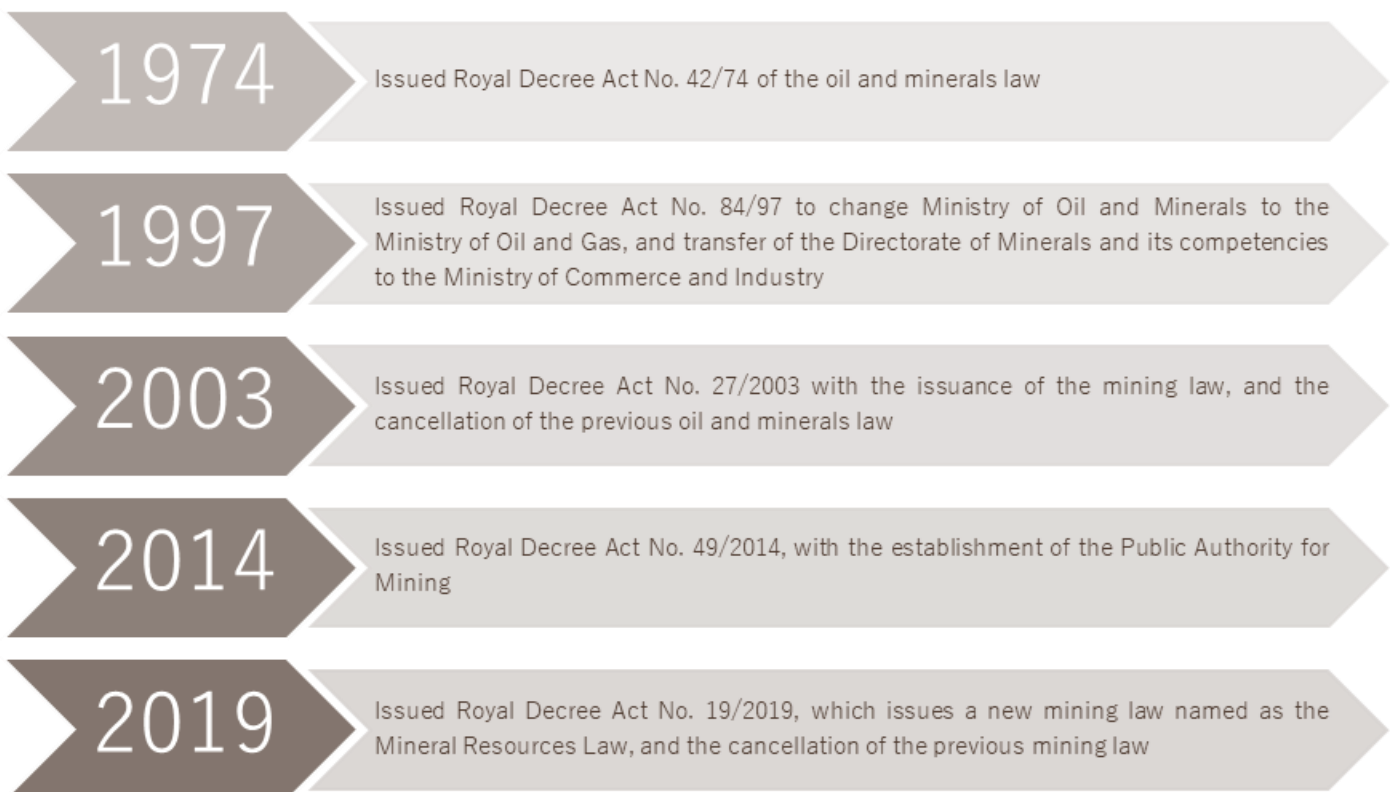 1974
Issued Royal Decree Act No. 42/74 of the oil and minerals law
1997
Issued Royal Decree Act No. 84/97 to change Ministry of Oil and Minerals to the
Ministry of Oil and Gas, and transfer of the Directorate of Minerals and its competencies
to the Ministry of Commerce and Industry
2003
Issued Royal Decree Act No. 27/2003 with the issuance of the mining law, and the
cancellation of the previous oil and minerals law
2014
Issued Royal Decree Act No. 49/2014, with the establishment of the Public Authority for
Mining
2019
Issued Royal Decree Act No. 19/2019, which issues a new mining law named as the
Mineral Resources Law, and the cancellation of the previous mining law